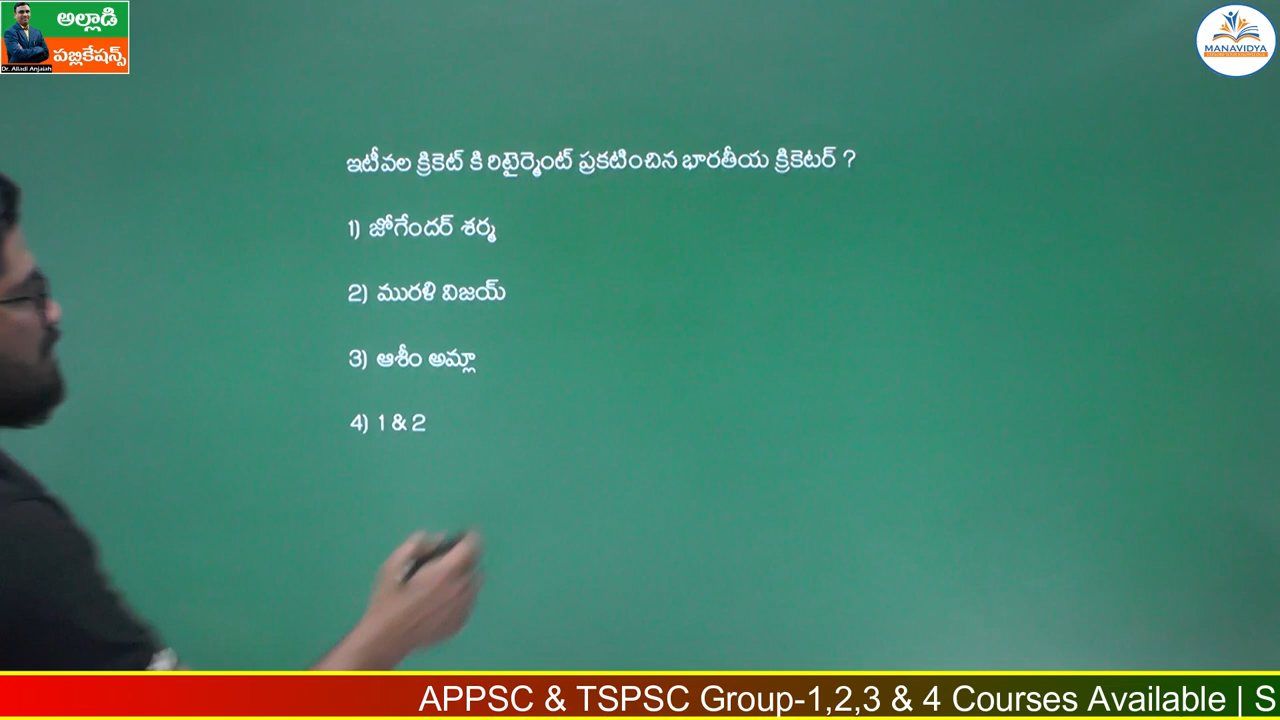 అల్లాడి
పబ్లికేషన్స్
Dr. Alladi Anjaiah
MANAVIDYA
ఇటీవల క్రికెట్ కి రిటైర్మెంట్ ప్రకటించిన భారతీయ క్రికెటర్ ?
1) జోగేందర్ శర్మ
2) మురళి విజయ్
3) ఆశీం అమ్లా
4) 1 & 2
APPSC & TSPSC Group-1,2,3 & 4 Courses Available | S